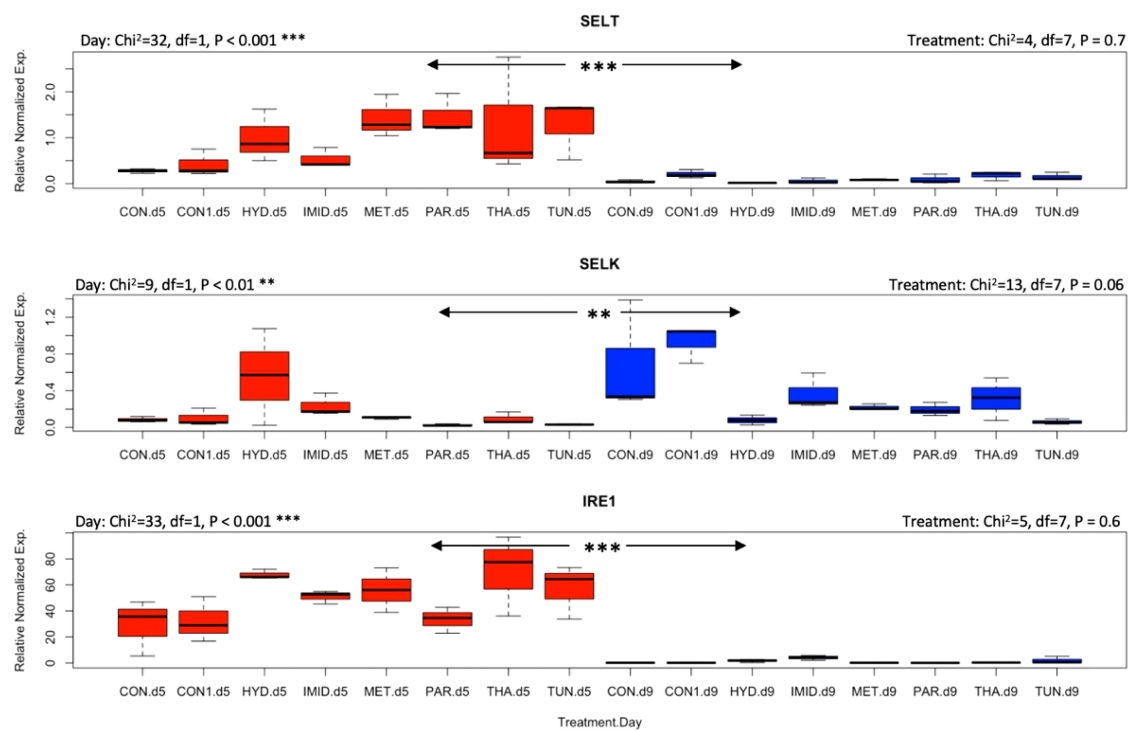 SELT
Day: Chi²=32, df=1, P < 0.001 *** Treatment: Chi²=4, df=7, P = 0.7
***
Relative Normalized Exp.
2.0
1.0
0.0
CON.d5 CON1.d5 HYD.d5 IMID.d5 MET.d5 PAR.d5 THA.d5 TUN.d5 CON.d9 CON1.d9 HYD.d9 IMID.d9 MET.d9 PAR.d9 THA.d9 TUN.d9
SELK
Day: Chi²=9, df=1, P < 0.01 ** Treatment: Chi²=13, df=7, P = 0.06
**
Relative Normalized Exp.
1.2
0.8
0.4
0.0
CON.d5 CON1.d5 HYD.d5 IMID.d5 MET.d5 PAR.d5 THA.d5 TUN.d5 CON.d9 CON1.d9 HYD.d9 IMID.d9 MET.d9 PAR.d9 THA.d9 TUN.d9
IRE1
Day: Chi²=33, df=1, P < 0.001 *** Treatment: Chi²=5, df=7, P = 0.6
***
Relative Normalized Exp.
80
60
40
20
0
CON.d5 CON1.d5 HYD.d5 IMID.d5 MET.d5 PAR.d5 THA.d5 TUN.d5 CON.d9 CON1.d9 HYD.d9 IMID.d9 MET.d9 PAR.d9 THA.d9 TUN.d9
Treatment.Day